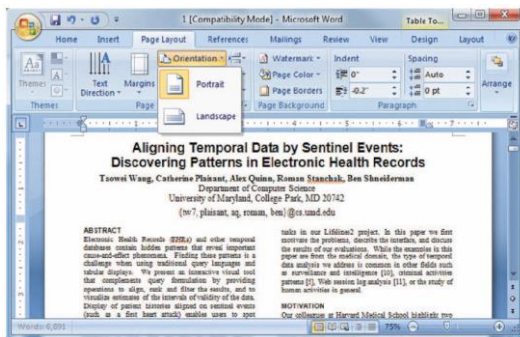 1 [Compatibility Mode] - Microsoft Word
Table To...
Home Insert Page Layout References Mailings Review View Design Layout
Orientation
Watermark
Indent
Spacing
Themes
Text Direction
Margins
Portrait
Page Color
0"
Auto
Arrange
Page Borders
-0.2"
0 pt
Landscape
Themes
Page
Page Background
Paragraph
Aligning Temporal Data by Sentinel Events:
Discovering Patterns in Electronic Health Records
Taowei Wang, Catherine Plaisant, Alex Quinn, Roman Stanchak, Ben Shneiderman
Department of Computer Science
University of Maryland, College Park, MD 20742
{tw7, plaisant, aq, roman, ben}@cs.umd.edu
ABSTRACT
Electronic Health Records (EHRs) and other temporal
databases contain hidden patterns that reveal important
cause-and-effect phenomena. Finding these patterns is a
challenge when using traditional query languages and
tabular displays. We present an interactive visual tool
that complements query formulation by providing
operations to align, rank and filter the results, and to
visualize estimates of the intervals of validity of the data.
Display of patient histories aligned on sentinel events
(such as a first heart attack) enables users to spot
tasks in our Lifeline2 project. In this paper we first
motivate the problems, describe the interface, and discuss
the results of our evaluations. While the examples in this
paper are from the medical domain, the type of temporal
data analysis we address is common in other fields such
as surveillance and intelligence [10], criminal activities
patterns [5], Web session log analysis [11], or the study of
human activities in general.
MOTIVATION
Our colleagues at Harvard Medical School highlight two
Words: 6,091
75%